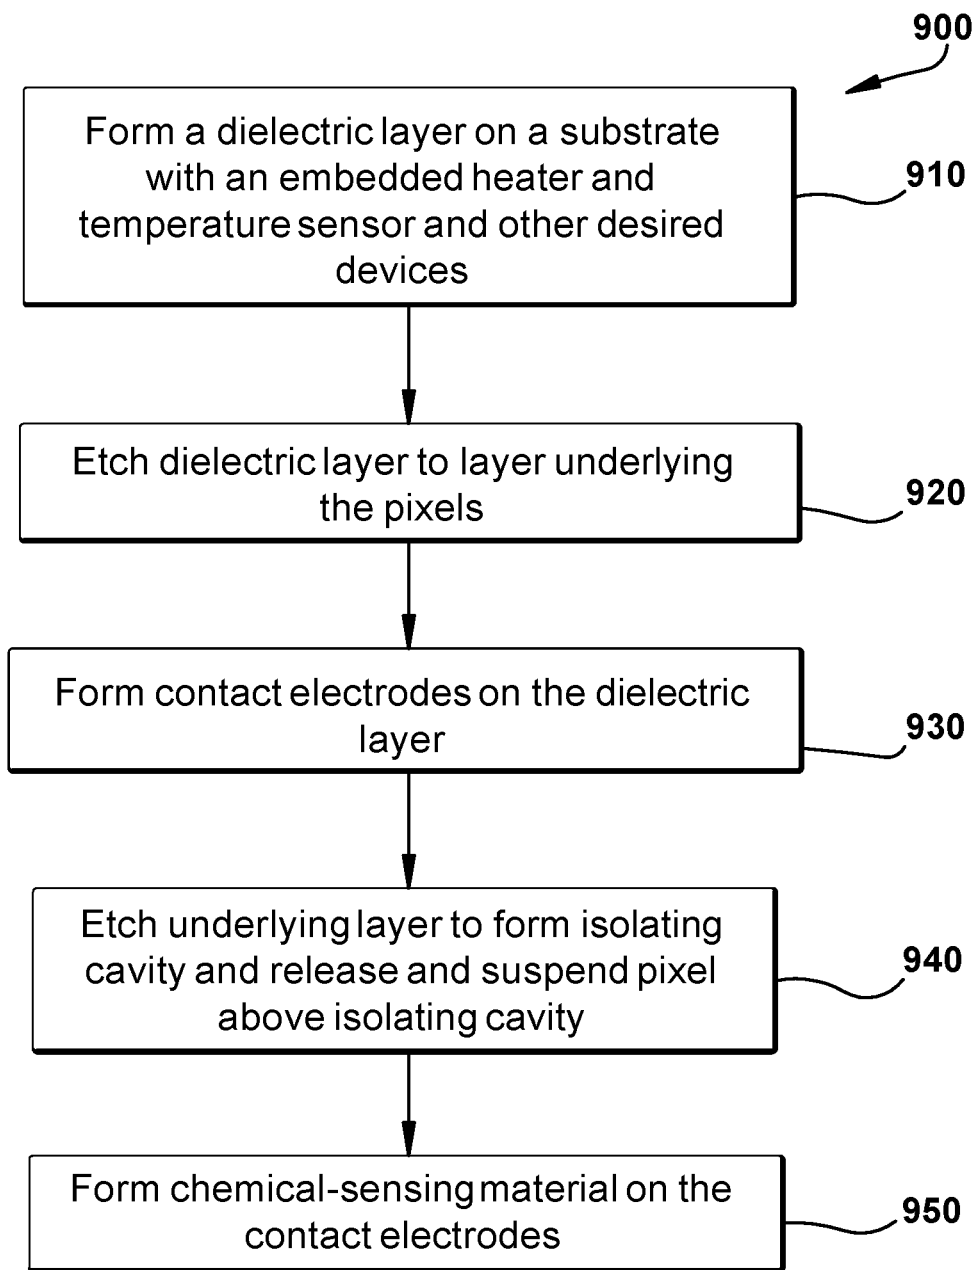 900
Form a dielectric layer on a substrate
with an embedded heater and
temperature sensor and other desired
devices
910
Etch dielectric layer to layer underlying
the pixels
920
Form contact electrodes on the dielectric
layer
930
Etch underlying layer to form isolating
cavity and release and suspend pixel
above isolating cavity
940
Form chemical-sensing material on the
contact electrodes
950